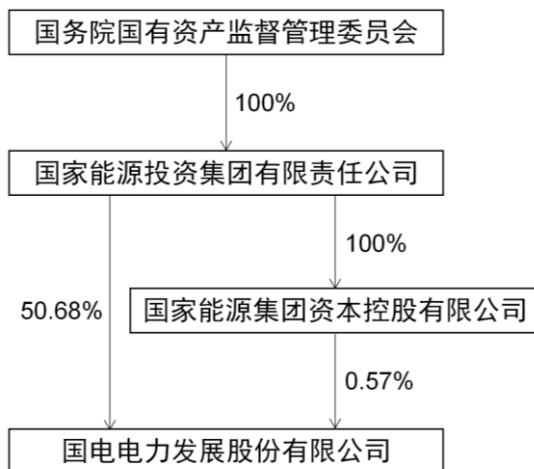 国务院国有资产监督管理委员会
100%
国家能源投资集团有限责任公司
100%
50.68%
国家能源集团资本控股有限公司
0.57%
国电电力发展股份有限公司